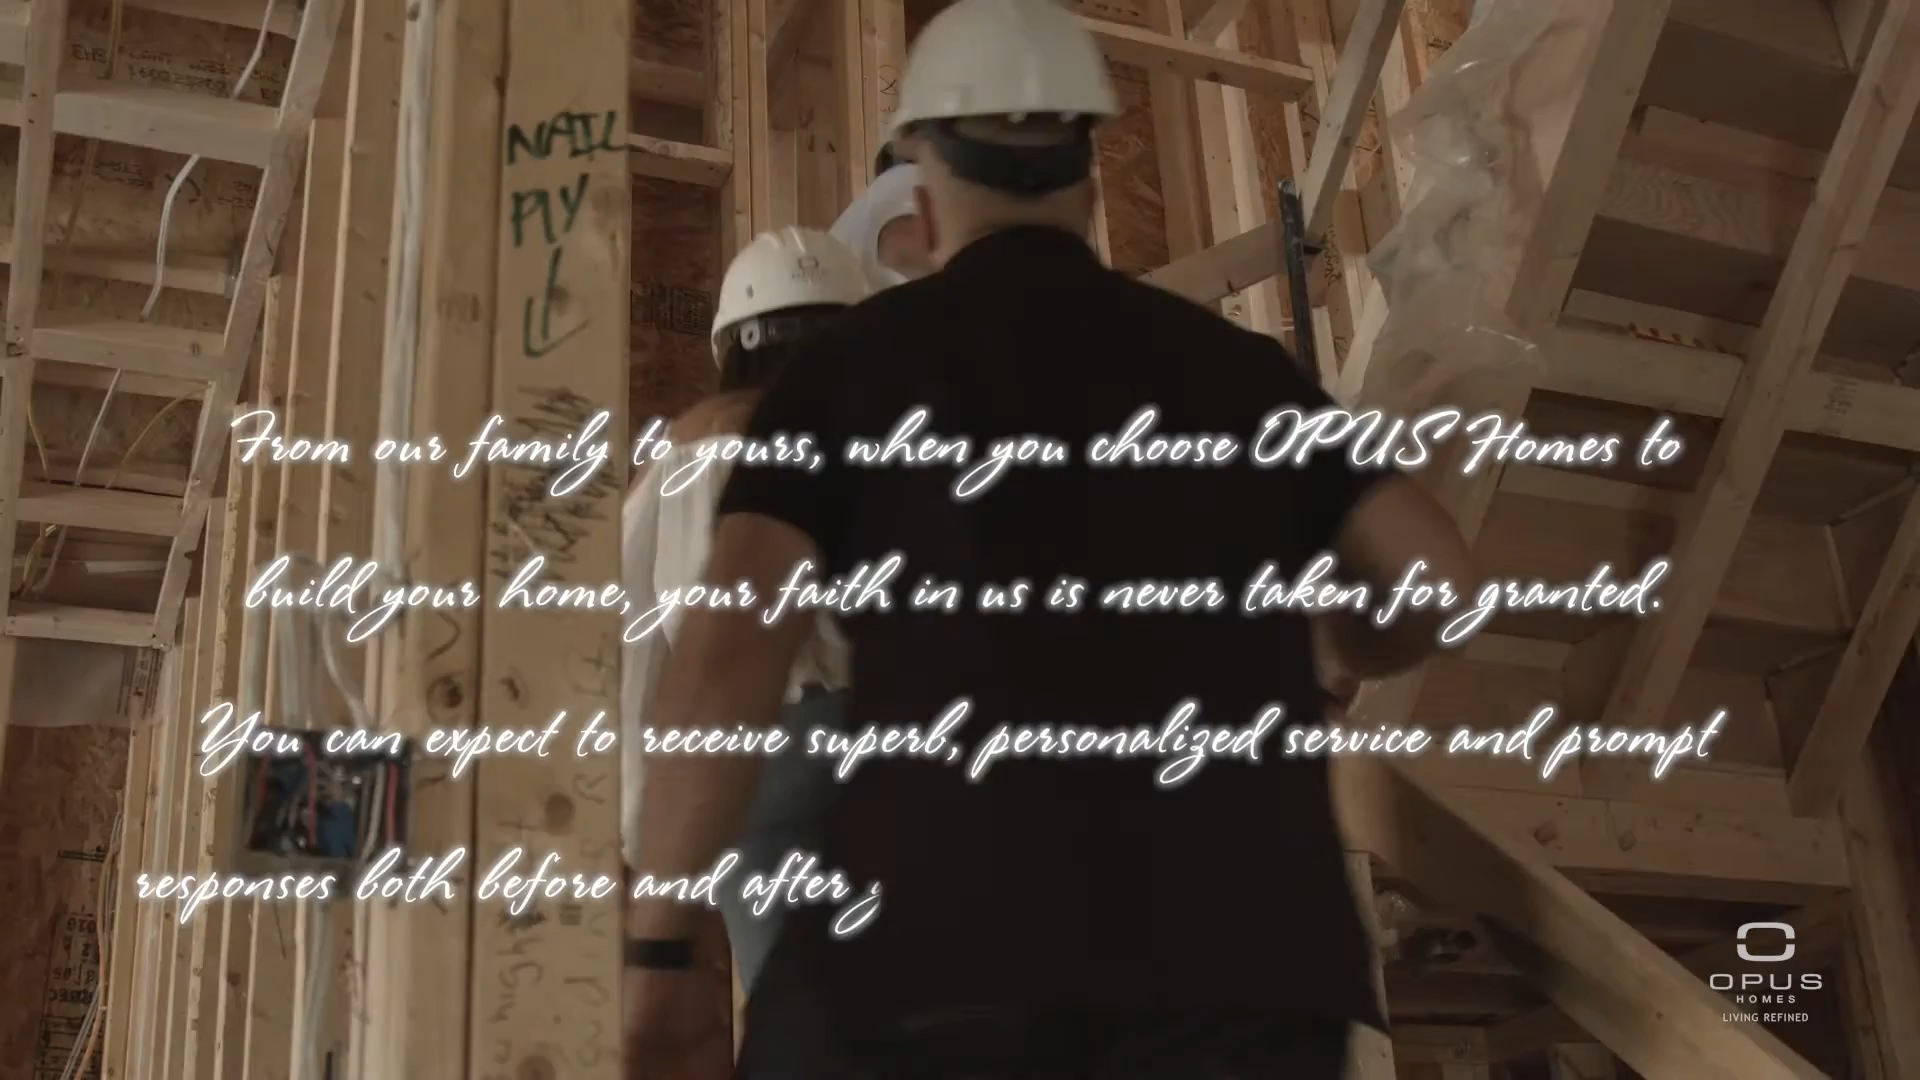 NAIL
PLY
From our family to yours, when you choose OPUS Homes to
build your home, your faith in us is never taken for granted.
You can expect to receive superb, personalized service and prompt
responses both before and after
OPUS
HOMES
LIVING REFINED